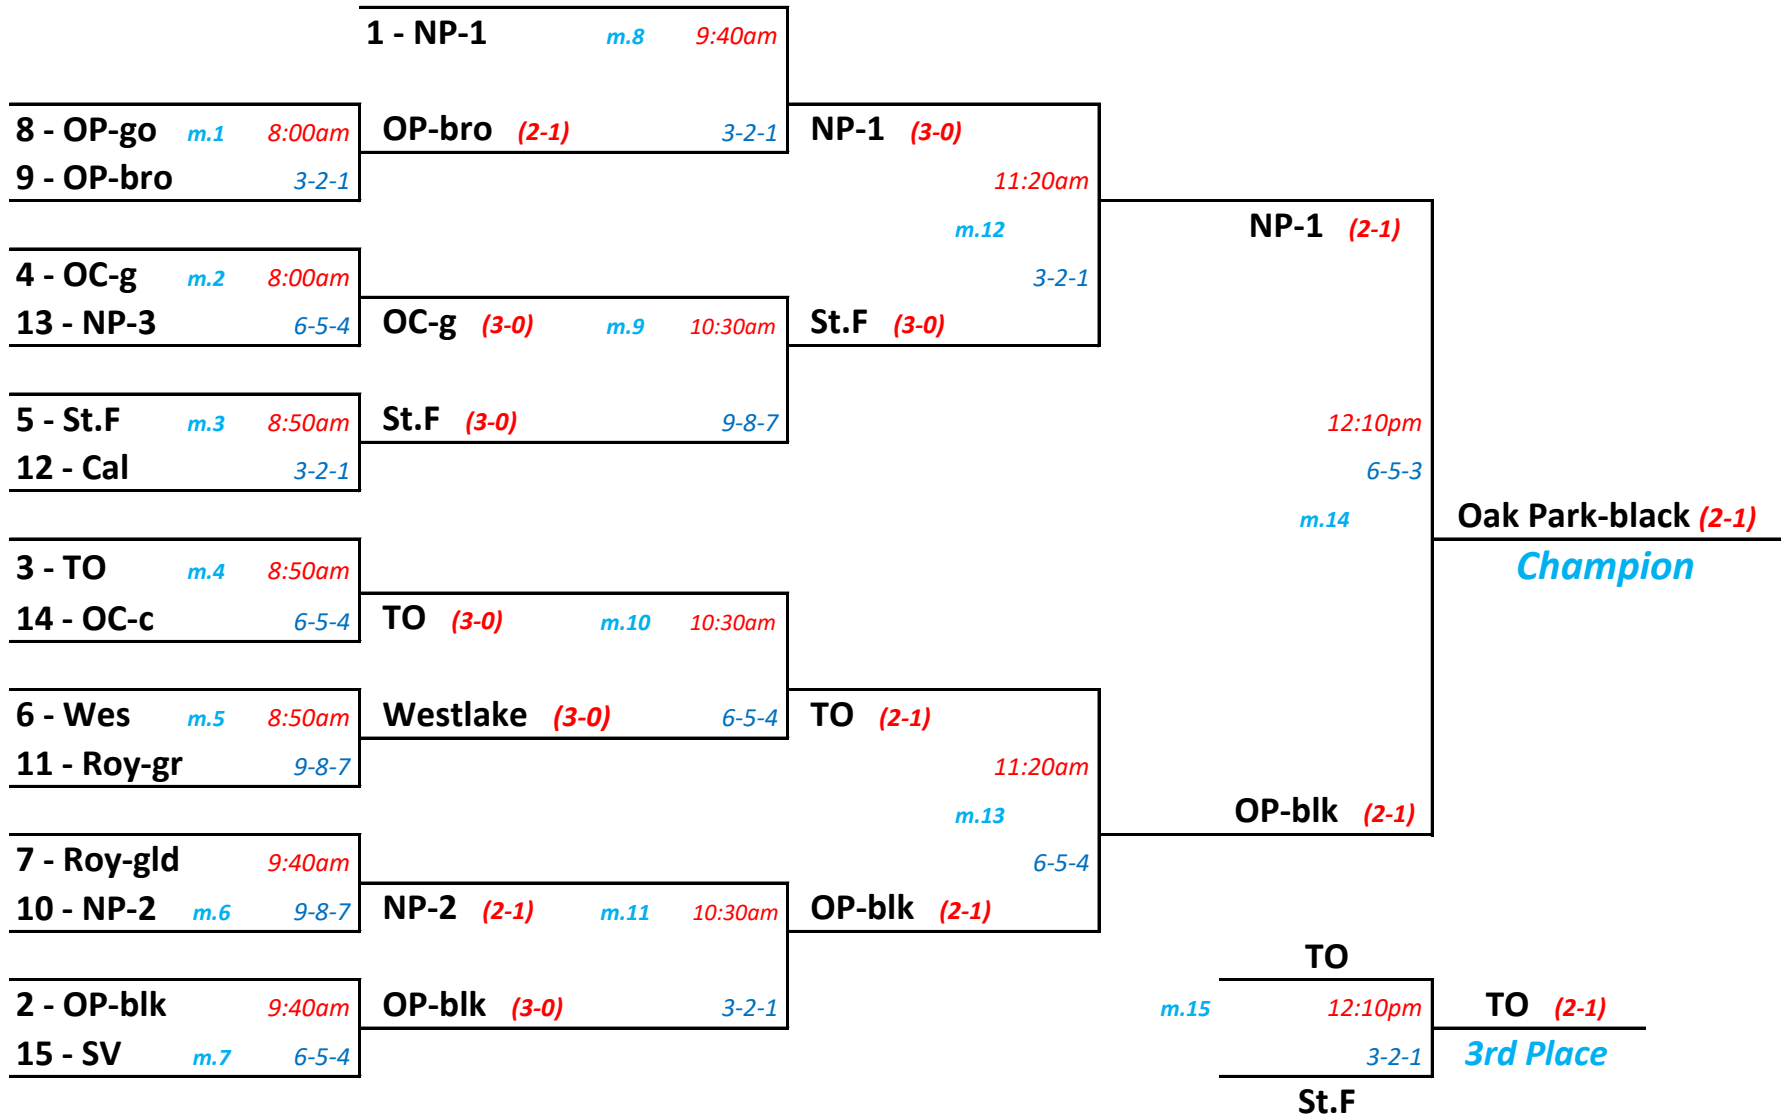 1 - NP-1 m.8 9:40am
8 - OP-go m.1 8:00am OP-bro (2-1) 3-2-1 NP-1 (3-0)
9 - OP-bro 3-2-1 11:20am
m.12 NP-1 (2-1)
4 - OC-g m.2 8:00am 3-2-1
13 - NP-3 6-5-4 OC-g (3-0) m.9 10:30am St.F (3-0)
5 - St.F m.3 8:50am St.F (3-0) 9-8-7 12:10pm
12 - Cal 3-2-1 6-5-3
m.14 Oak Park-black (2-1)
3 - TO m.4 8:50am Champion
14 - OC-c 6-5-4 TO (3-0) m.10 10:30am
6 - Wes m.5 8:50am Westlake (3-0) 6-5-4 TO (2-1)
11 - Roy-gr 9-8-7 11:20am
m.13 OP-blk (2-1)
7 - Roy-gld 9:40am 6-5-4
10 - NP-2 m.6 9-8-7 NP-2 (2-1) m.11 10:30am OP-blk (2-1)
TO
2 - OP-blk 9:40am OP-blk (3-0) 3-2-1 m.15 12:10pm TO (2-1)
15 - SV m.7 6-5-4 3-2-1 3rd Place
St.F